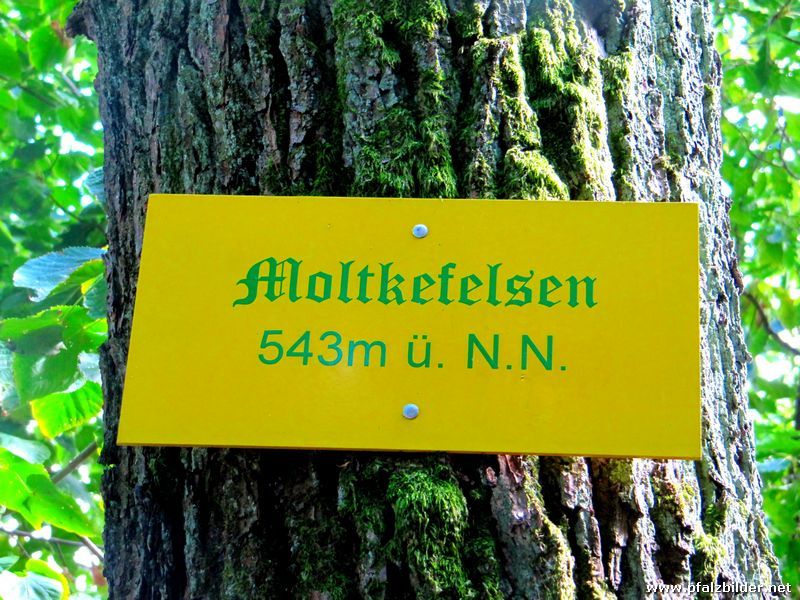 Moltkefelsen
543m ü. N.N.
www.pfalzbilder.net